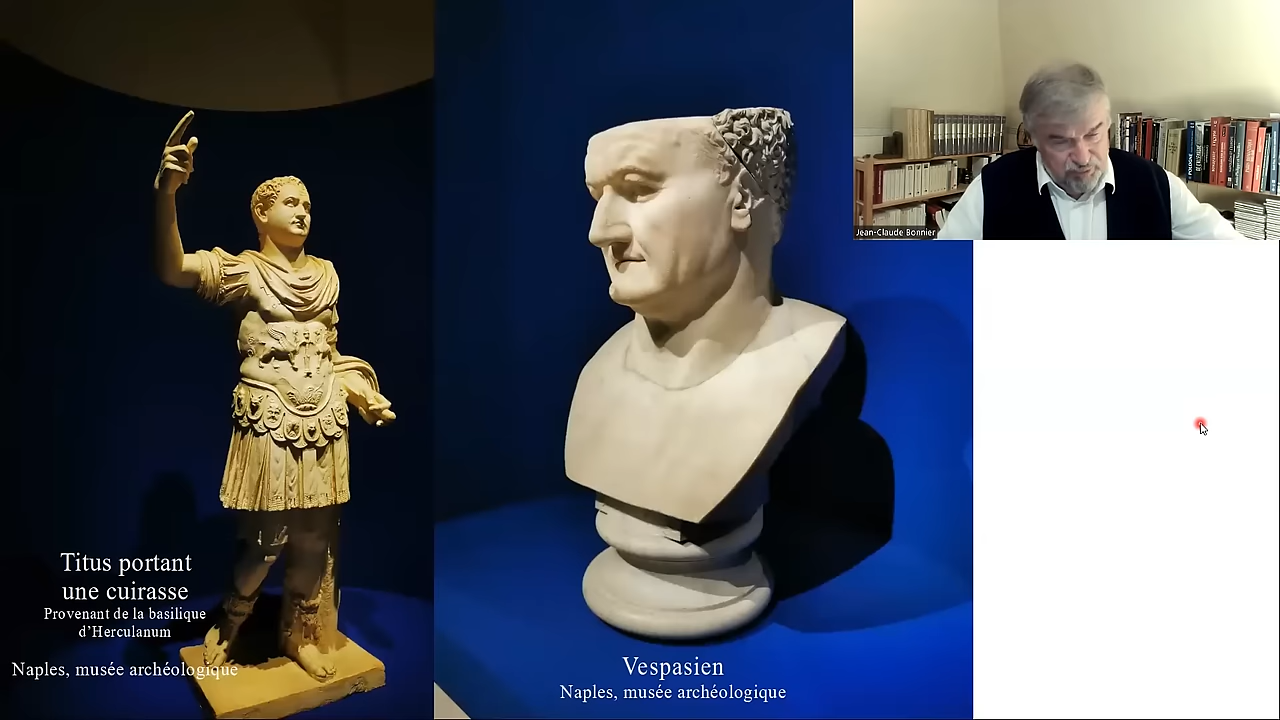 Titus portant
une cuirasse
Provenant de la basilique
d'Herculanum
Naples, musée archéologique
Vespasien
Naples, musée archéologique
Jean-Claude Bonnier